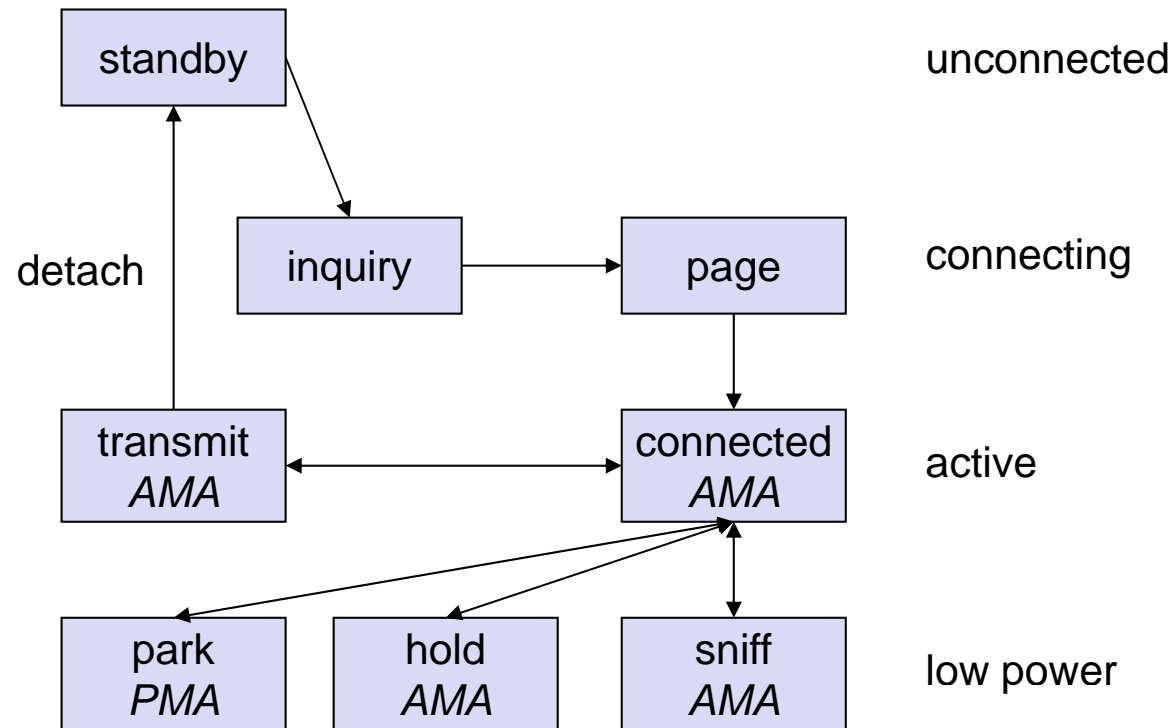 standby
unconnected
detach
inquiry
page
connecting
transmit
AMA
connected
AMA
active
park
PMA
hold
AMA
sniff
AMA
low power